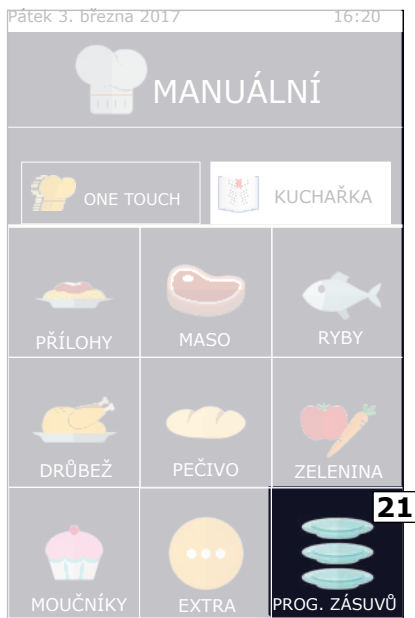 Pátek 3. března 2017 16:20
MANUÁLNÍ
ONE TOUCH KUCHAŘKA
PŘÍLOHY MASO RYBY
DRŮBEŽ PEČIVO ZELENINA
21
MOUČNÍKY EXTRA PROG. ZÁSUVŮ